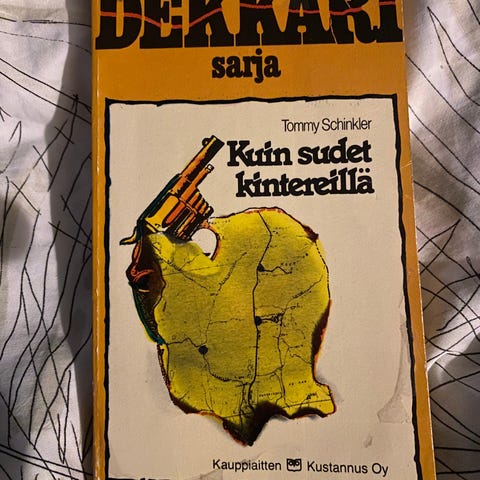 DEKKARI
sarja
Tommy Schinkler
Kuin sudet
kintereillä
Kauppiaitten Kustannus Oy